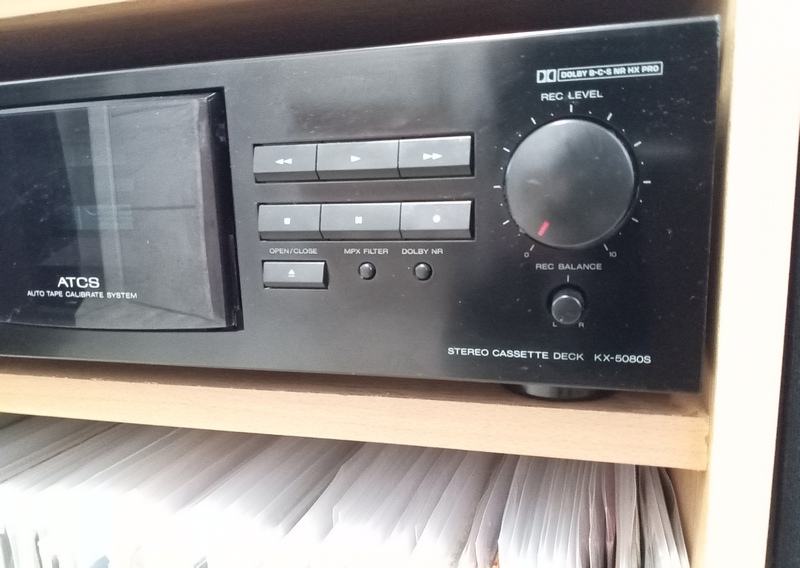 DOLBY B-C-S NR HX PRO
REC LEVEL
0
10
OPEN/CLOSE
MPX FILTER
DOLBY NR
REC BALANCE
L
R
ATCS
AUTO TAPE CALIBRATE SYSTEM
STEREO CASSETTE DECK KX-5080S